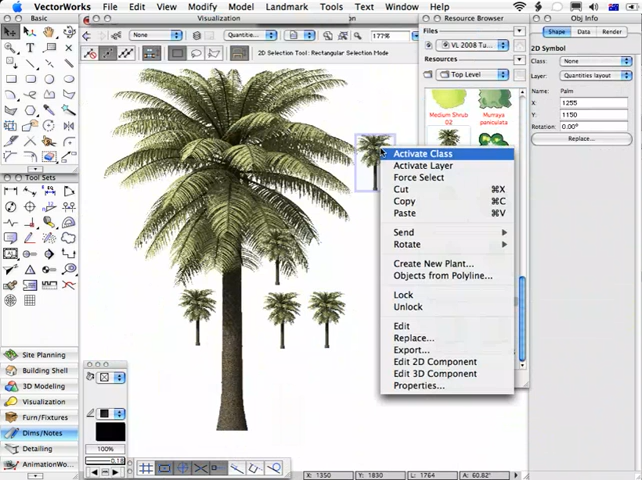 VectorWorks File Edit View Modify Model Landmark Tools Text Window Help
Basic
Visualization
Resource Browser
Obj Info
None
Quantitie...
177%
2D Selection Tool: Rectangular Selection Mode
Files
VL 2008 Tu...
Resources
Top Level
Medium Shrub 02
Murraya paniculata
Shape Data Render
2D Symbol
Class: None
Layer: Quantities layout
Name:
Palm
X: 1255
Y: 1150
Rotation: 0.00°
Replace...
Tool Sets
Site Planning
Building Shell
3D Modeling
Visualization
Furn/Fixtures
Dims/Notes
Detailing
AnimationWo...
Activate Class
Activate Layer
Force Select
Cut ⌘X
Copy ⌘C
Paste ⌘V
Send
Rotate
Create New Plant...
Objects from Polyline...
Lock
Unlock
Edit
Replace...
Export...
Edit 2D Component
Edit 3D Component
Properties...
100%
0.18
X: 1350 Y: 1830 L: 1764 A: 60.82°